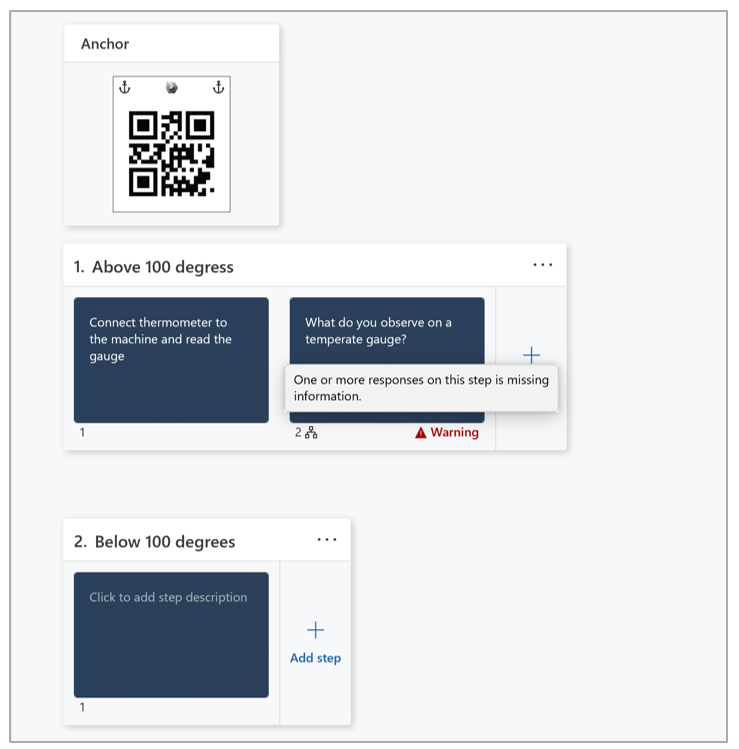 Anchor
1. Above 100 degress
...
Connect thermometer to
the machine and read the
gauge
What do you observe on a
temperate gauge?
One or more responses on this step is missing
information.
+
1
2
Warning
2. Below 100 degrees
...
Click to add step description
+
Add step
1